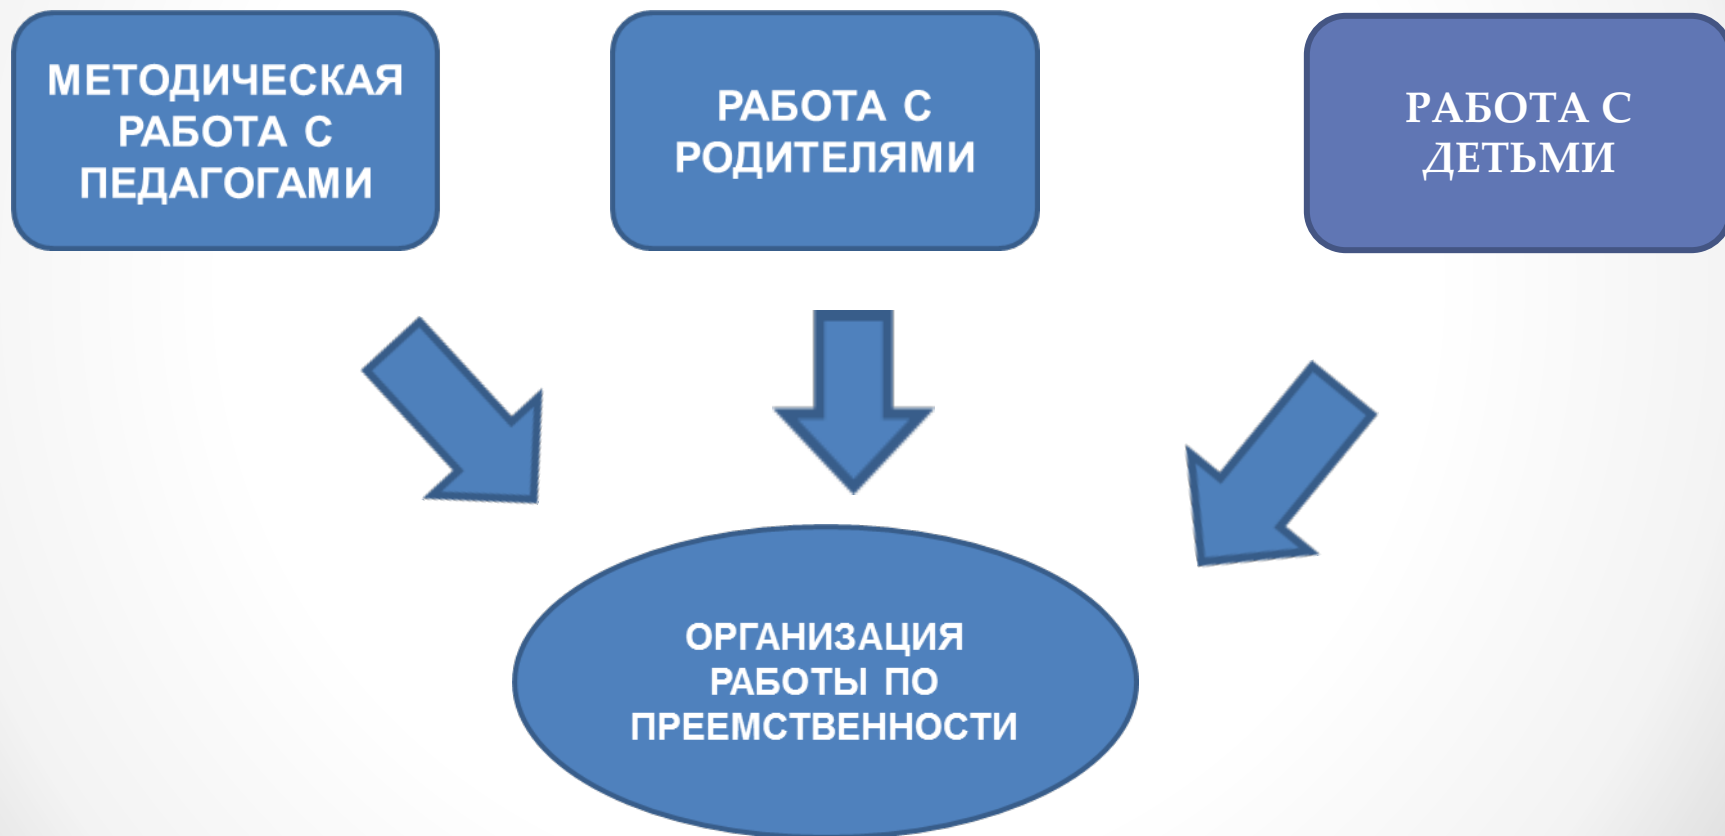 МЕТОДИЧЕСКАЯ
РАБОТА С
ПЕДАГОГАМИ
РАБОТА С
РОДИТЕЛЯМИ
РАБОТА С
ДЕТЬМИ
ОРГАНИЗАЦИЯ
РАБОТЫ ПО
ПРЕЕМСТВЕННОСТИ